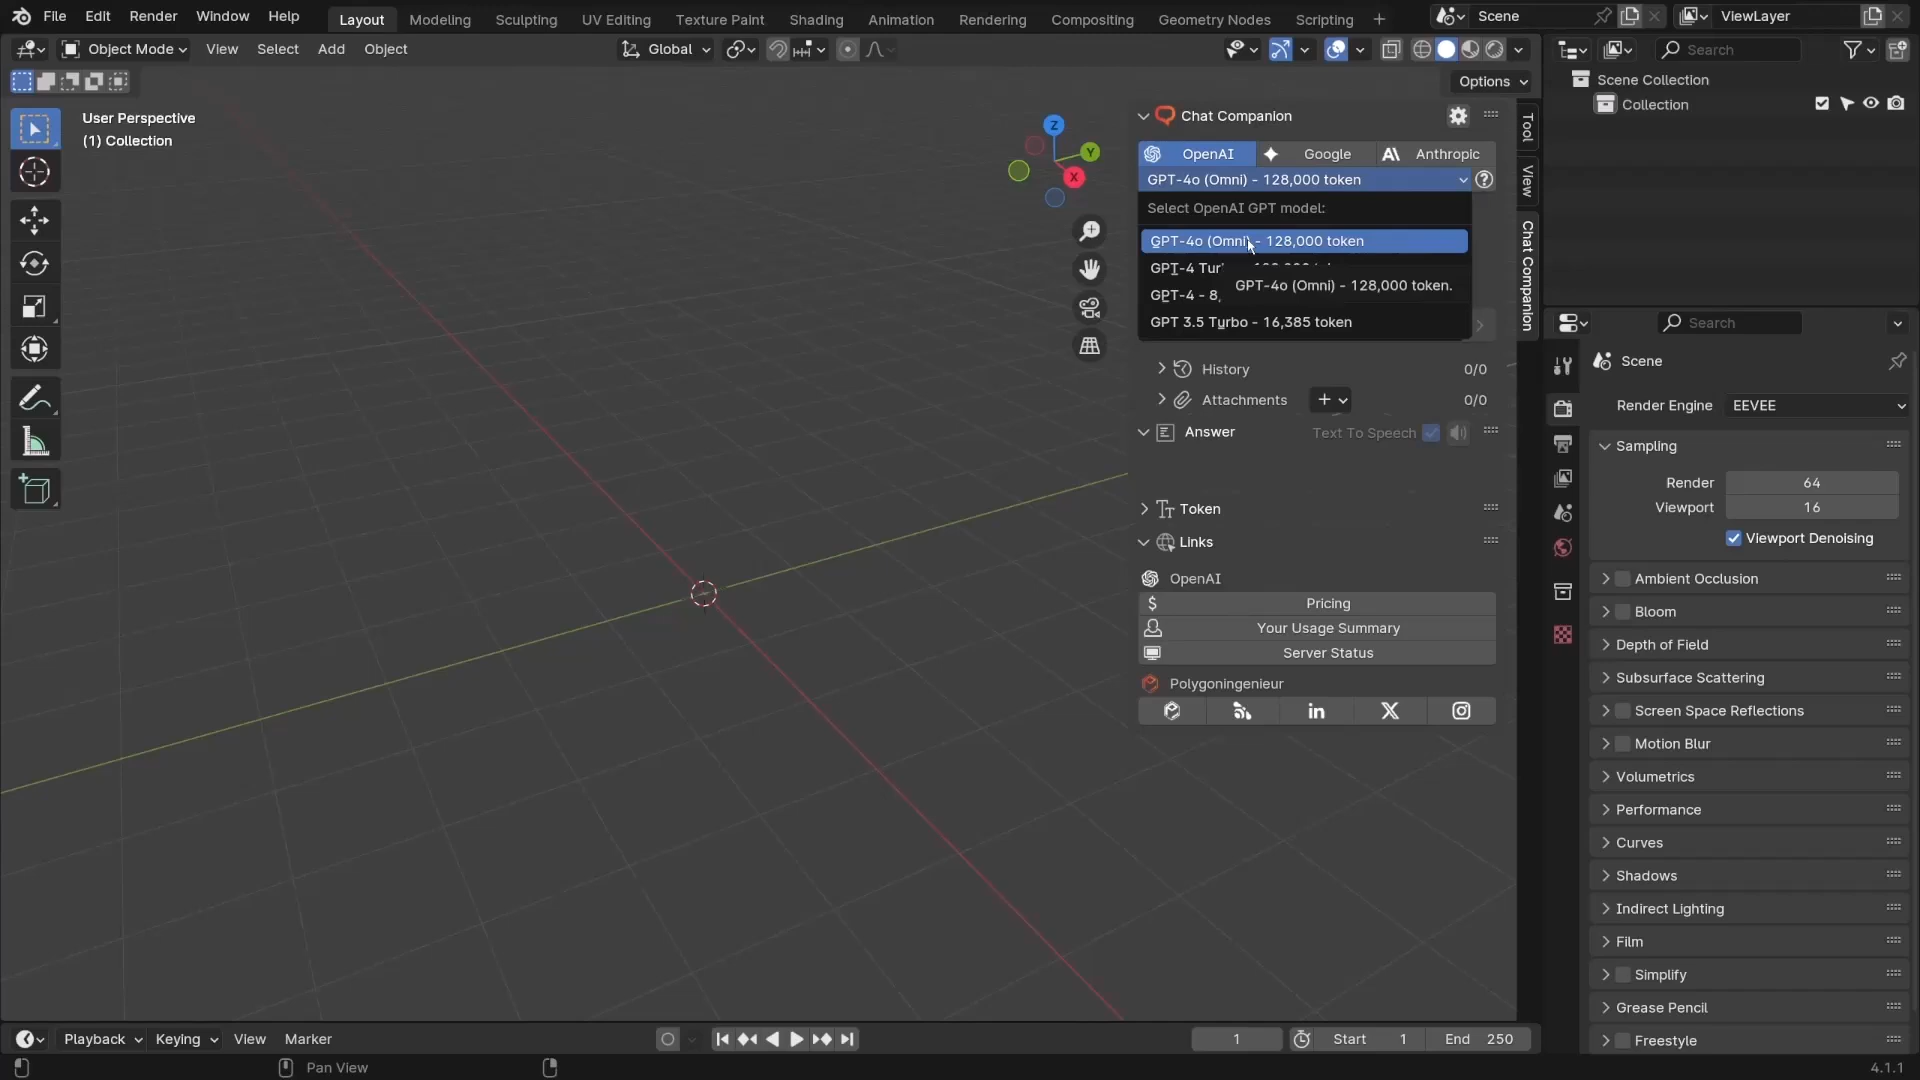 File Edit Render Window Help Layout Modeling Sculpting UV Editing Texture Paint Shading Animation Rendering Compositing Geometry Nodes Scripting + Scene ViewLayer
Object Mode View Select Add Object Global Search
Options
User Perspective
(1) Collection
Z
Y
X
Chat Companion
OpenAI Google Anthropic
GPT-4o (Omni) - 128,000 token
Select OpenAI GPT model:
GPT-4o (Omni) - 128,000 token
GPT-4 Tur
GPT-4o (Omni) - 128,000 token.
GPT-4 - 8,
GPT 3.5 Turbo - 16,385 token
History 0/0
Attachments 0/0
Answer Text To Speech
Token
Links
OpenAI
Pricing
Your Usage Summary
Server Status
Polygoningenieur
Tool
View
Chat Companion
Scene Collection
Collection
Search
Scene
Render Engine EEVEE
Sampling
Render 64
Viewport 16
Viewport Denoising
Ambient Occlusion
Bloom
Depth of Field
Subsurface Scattering
Screen Space Reflections
Motion Blur
Volumetrics
Performance
Curves
Shadows
Indirect Lighting
Film
Simplify
Grease Pencil
Freestyle
Playback Keying View Marker 1 Start 1 End 250
Pan View 4.1.1